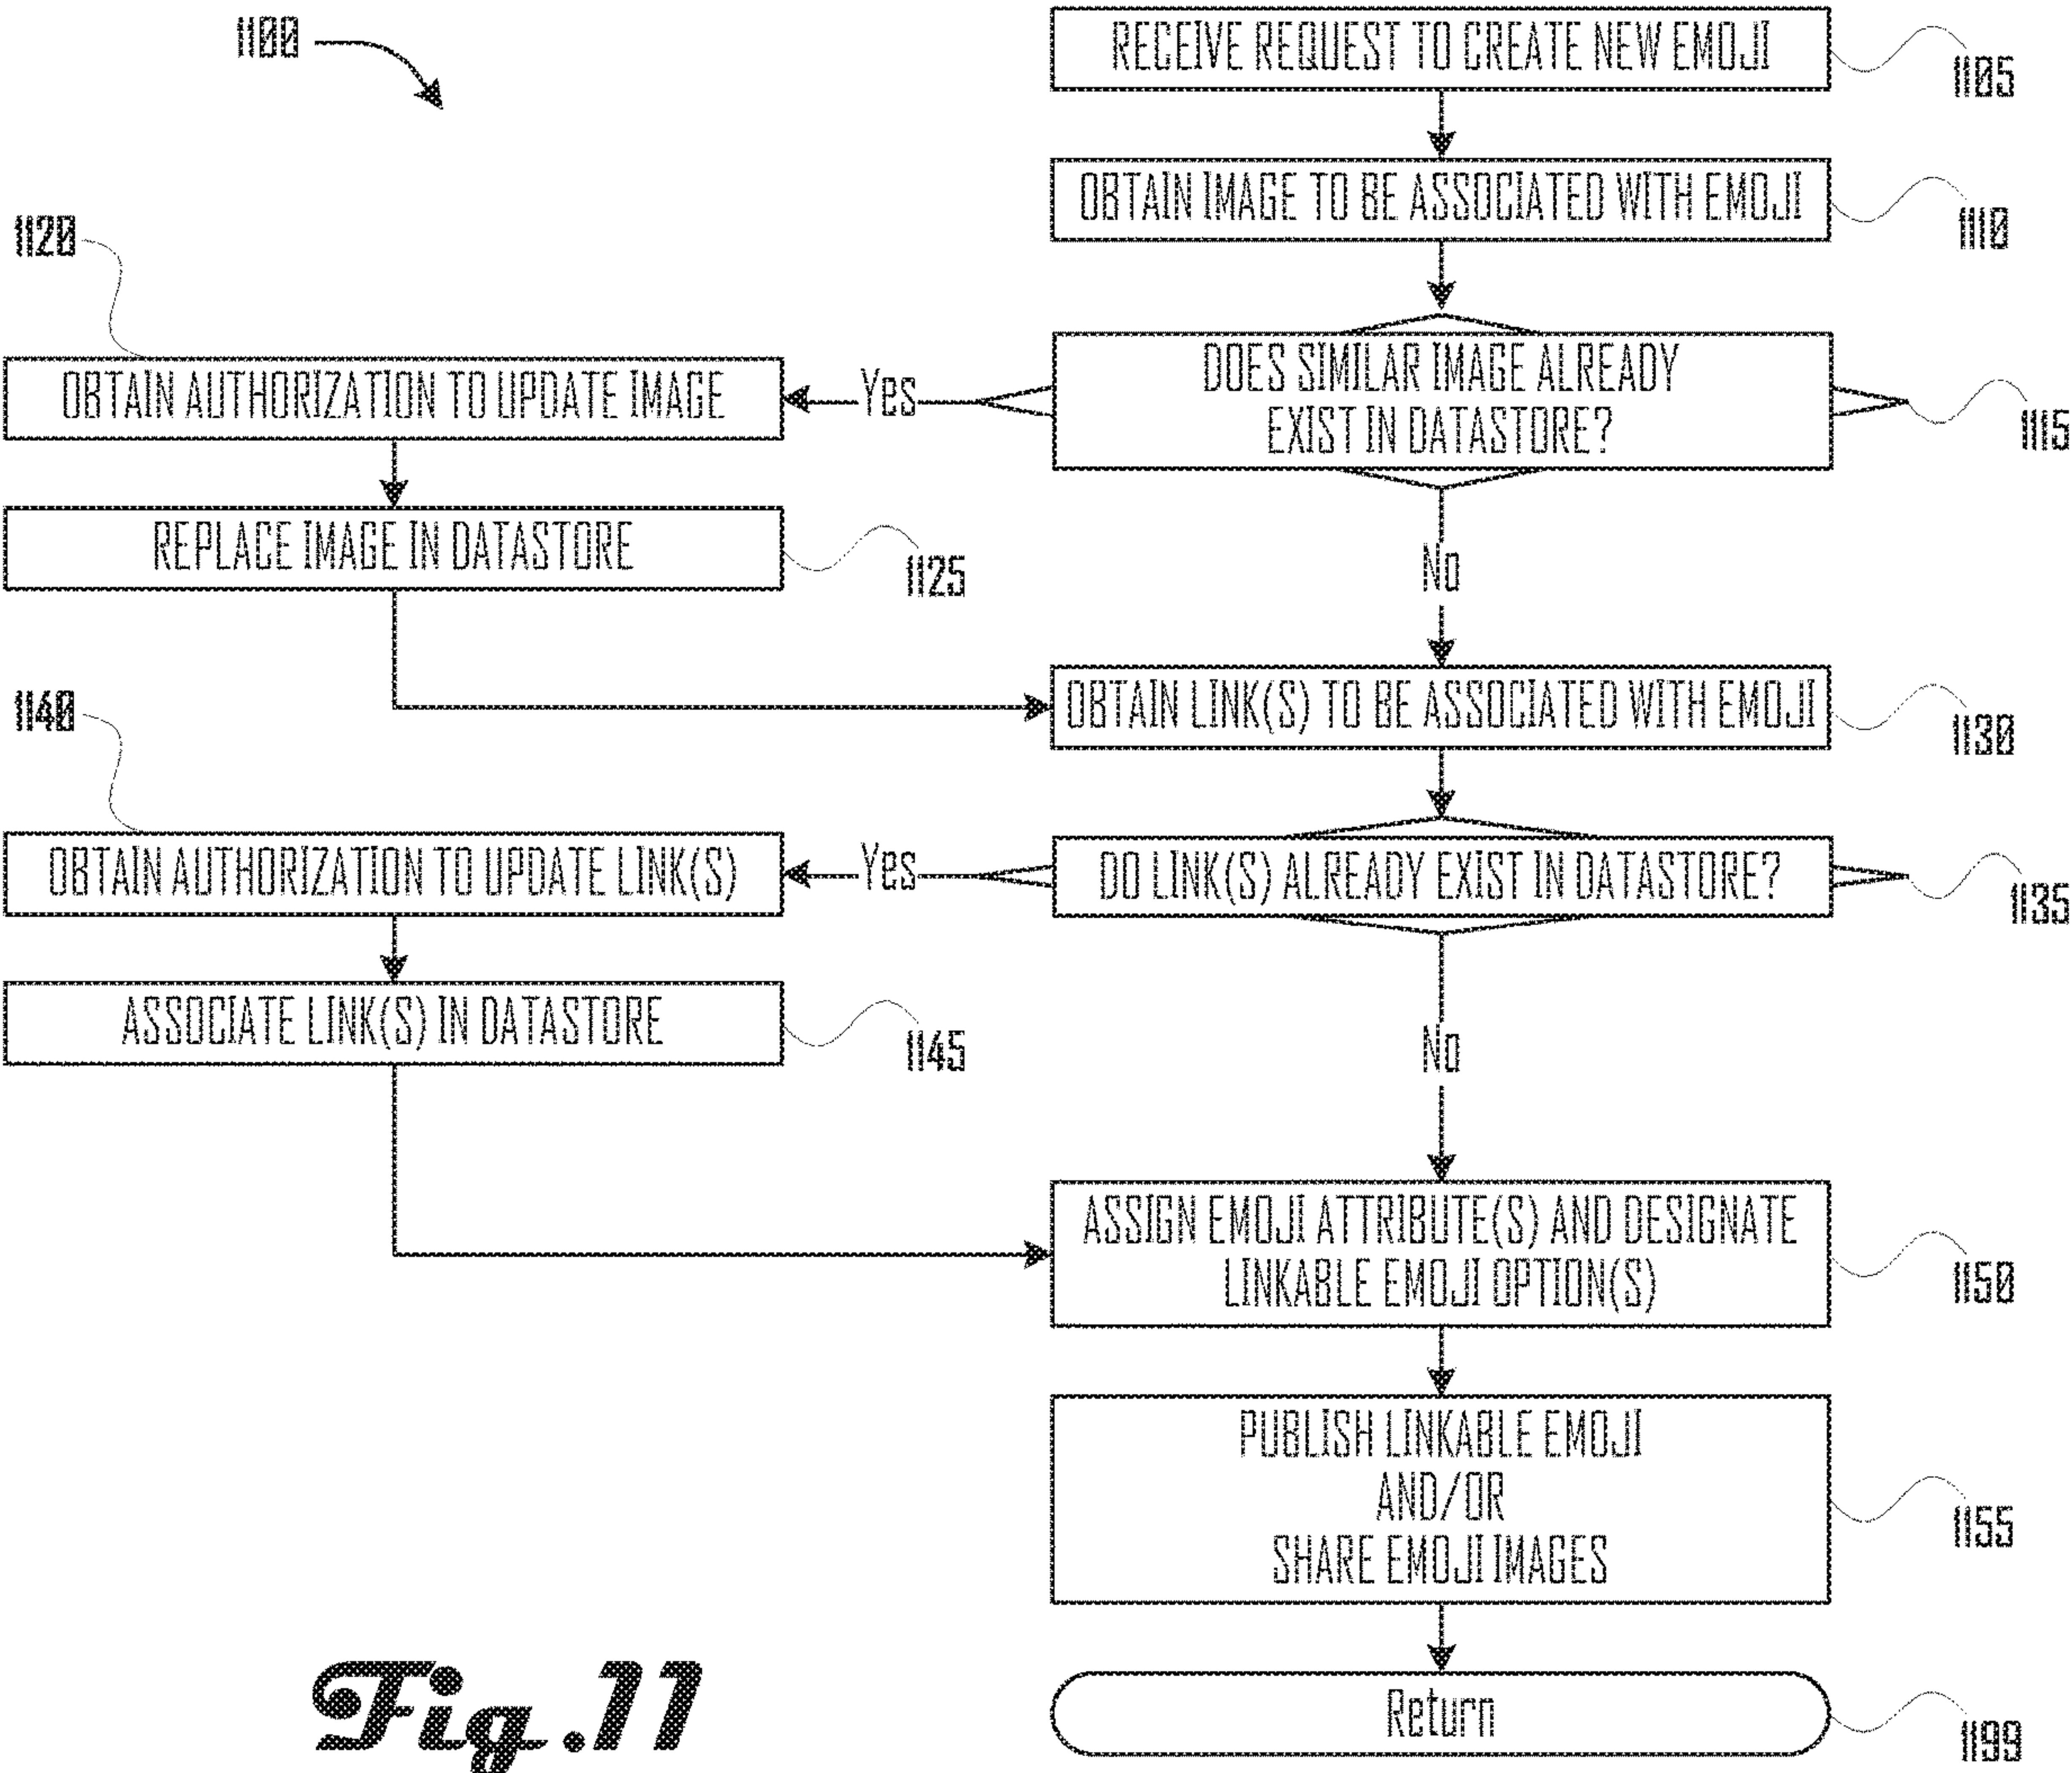 1100
RECEIVE REQUEST TO CREATE NEW EMOJI
1105
OBTAIN IMAGE TO BE ASSOCIATED WITH EMOJI
1110
DOES SIMILAR IMAGE ALREADY
EXIST IN DATASTORE?
1115
Yes
1120
OBTAIN AUTHORIZATION TO UPDATE IMAGE
REPLACE IMAGE IN DATASTORE
1125
No
OBTAIN LINK(S) TO BE ASSOCIATED WITH EMOJI
1130
DO LINK(S) ALREADY EXIST IN DATASTORE?
1135
Yes
1140
OBTAIN AUTHORIZATION TO UPDATE LINK(S)
ASSOCIATE LINK(S) IN DATASTORE
1145
No
ASSIGN EMOJI ATTRIBUTE(S) AND DESIGNATE
LINKABLE EMOJI OPTION(S)
1150
PUBLISH LINKABLE EMOJI
AND/OR
SHARE EMOJI IMAGES
1155
Return
1199
Fig.11